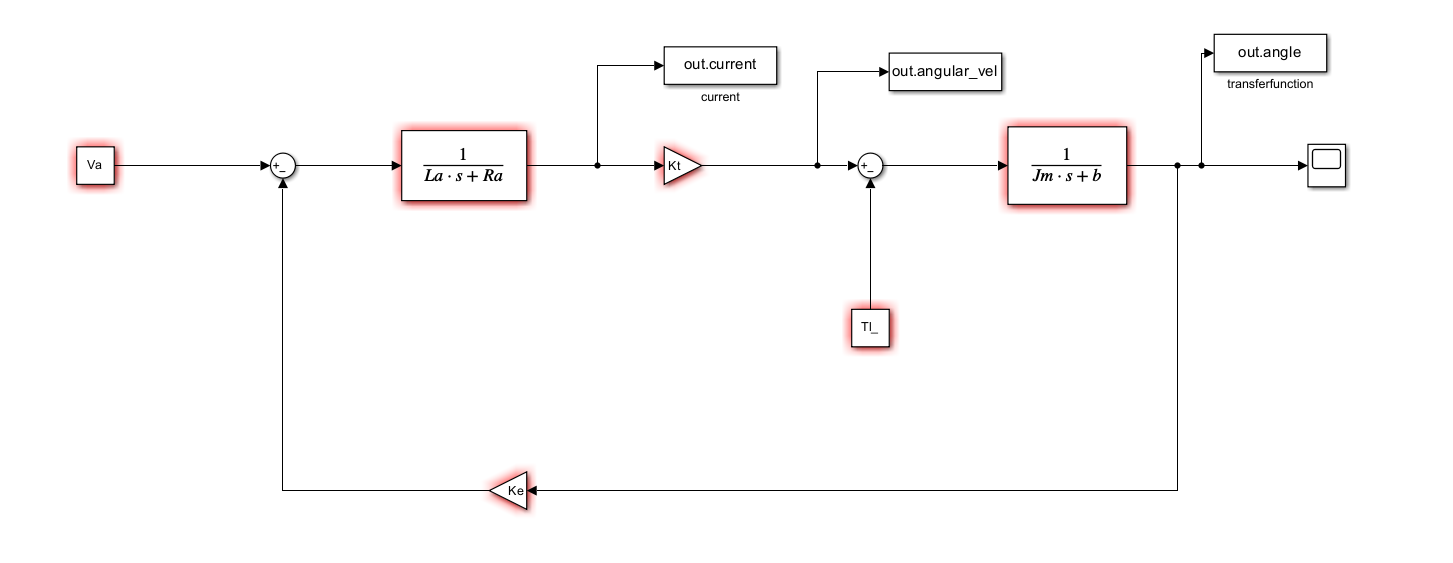 out.current
current
out.angular_vel
out.angle
transferfunction
Va
+
_
1
La · s + Ra
Kt
+
_
1
Jm · s + b
Tl_
Ke